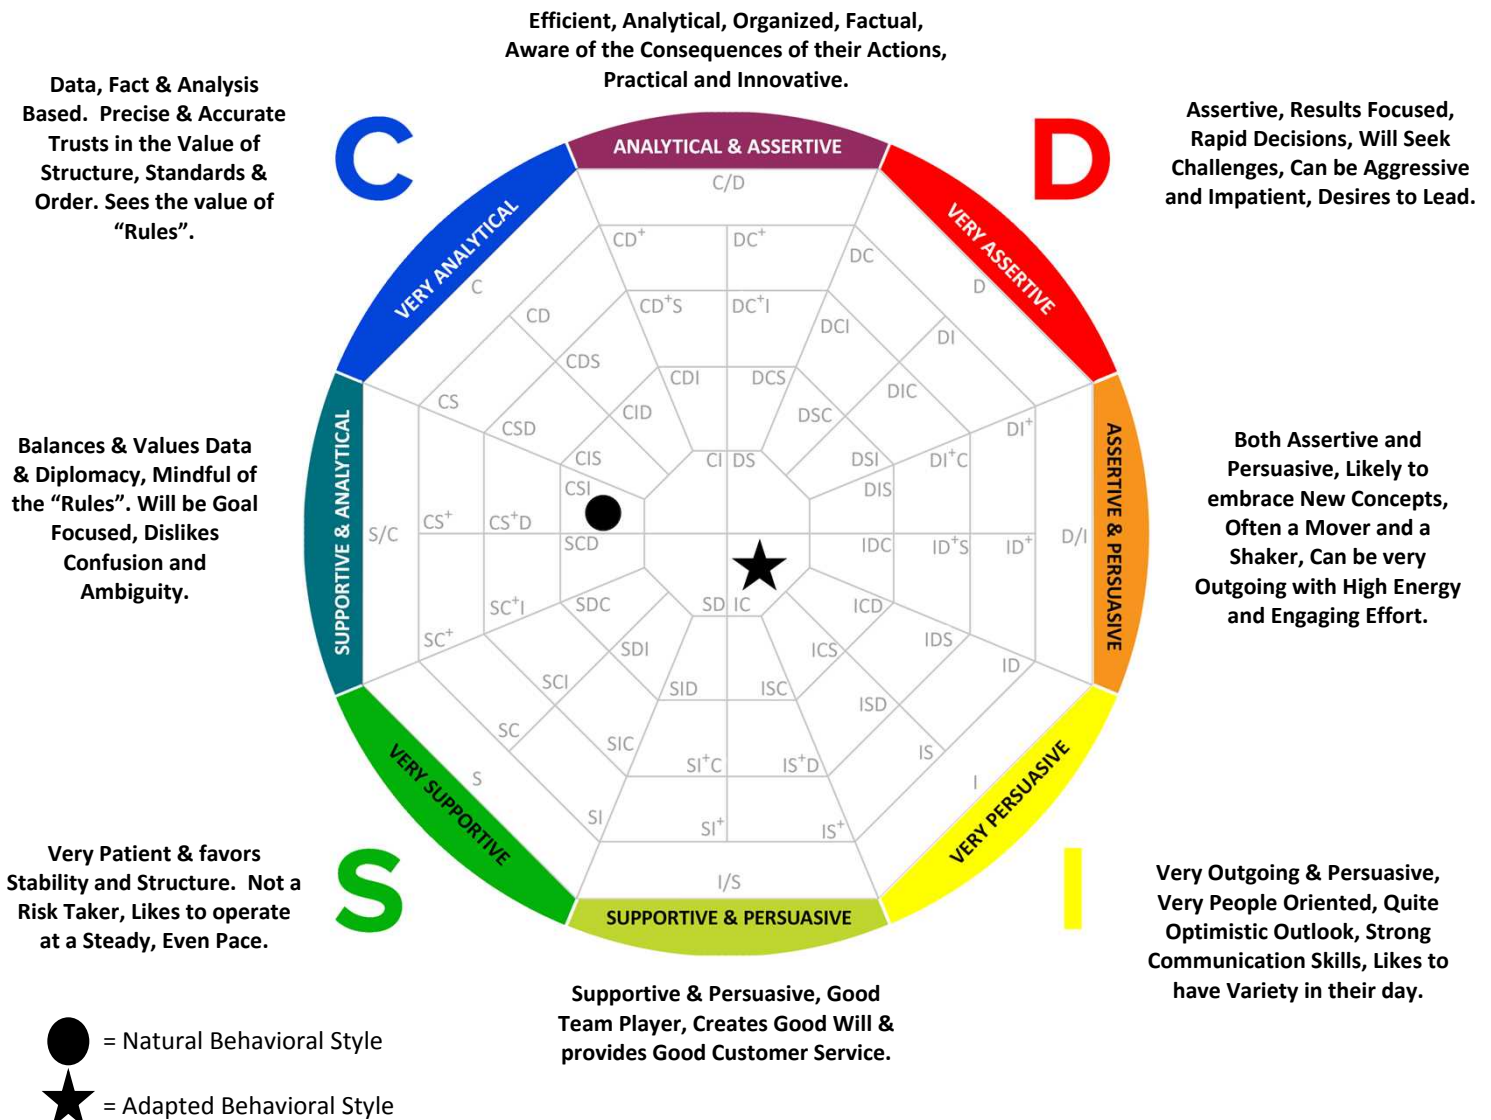 Efficient, Analytical, Organized, Factual,
Aware of the Consequences of their Actions,
Practical and Innovative.
Data, Fact & Analysis
Based.  Precise & Accurate
Trusts in the Value of
Structure, Standards &
Order. Sees the value of
“Rules”.
C
D
Assertive, Results Focused,
Rapid Decisions, Will Seek
Challenges, Can be Aggressive
and Impatient, Desires to Lead.
ANALYTICAL & ASSERTIVE
VERY ANALYTICAL
VERY ASSERTIVE
C/D
CD+
DC+
DC
C
D
CD
CD+S
DC+I
DCI
DI
CDS
CDI
DCS
DIC
CS
CID
DSC
DI+
CSD
CIS
CI
DS
DSI
DI+C
CSI
DIS
Balances & Values Data
& Diplomacy, Mindful of
the “Rules”. Will be Goal
Focused, Dislikes
Confusion and
Ambiguity.
SUPPORTIVE & ANALYTICAL
S/C
CS+
CS+D
SCD
IDC
ID+S
ID+
D/I
ASSERTIVE & PERSUASIVE
Both Assertive and
Persuasive, Likely to
embrace New Concepts,
Often a Mover and a
Shaker, Can be very
Outgoing with High Energy
and Engaging Effort.
SC+I
SDC
SD
IC
ICD
SC+
SDI
ICS
IDS
ID
SCI
SID
ISC
ISD
SC
SIC
SI+C
IS+D
IS
S
I
SI
SI+
IS+
I/S
VERY SUPPORTIVE
VERY PERSUASIVE
SUPPORTIVE & PERSUASIVE
Very Patient & favors
Stability and Structure.  Not a
Risk Taker, Likes to operate
at a Steady, Even Pace.
S
I
Very Outgoing & Persuasive,
Very People Oriented, Quite
Optimistic Outlook, Strong
Communication Skills, Likes to
have Variety in their day.
Supportive & Persuasive, Good
Team Player, Creates Good Will &
provides Good Customer Service.
= Natural Behavioral Style
= Adapted Behavioral Style